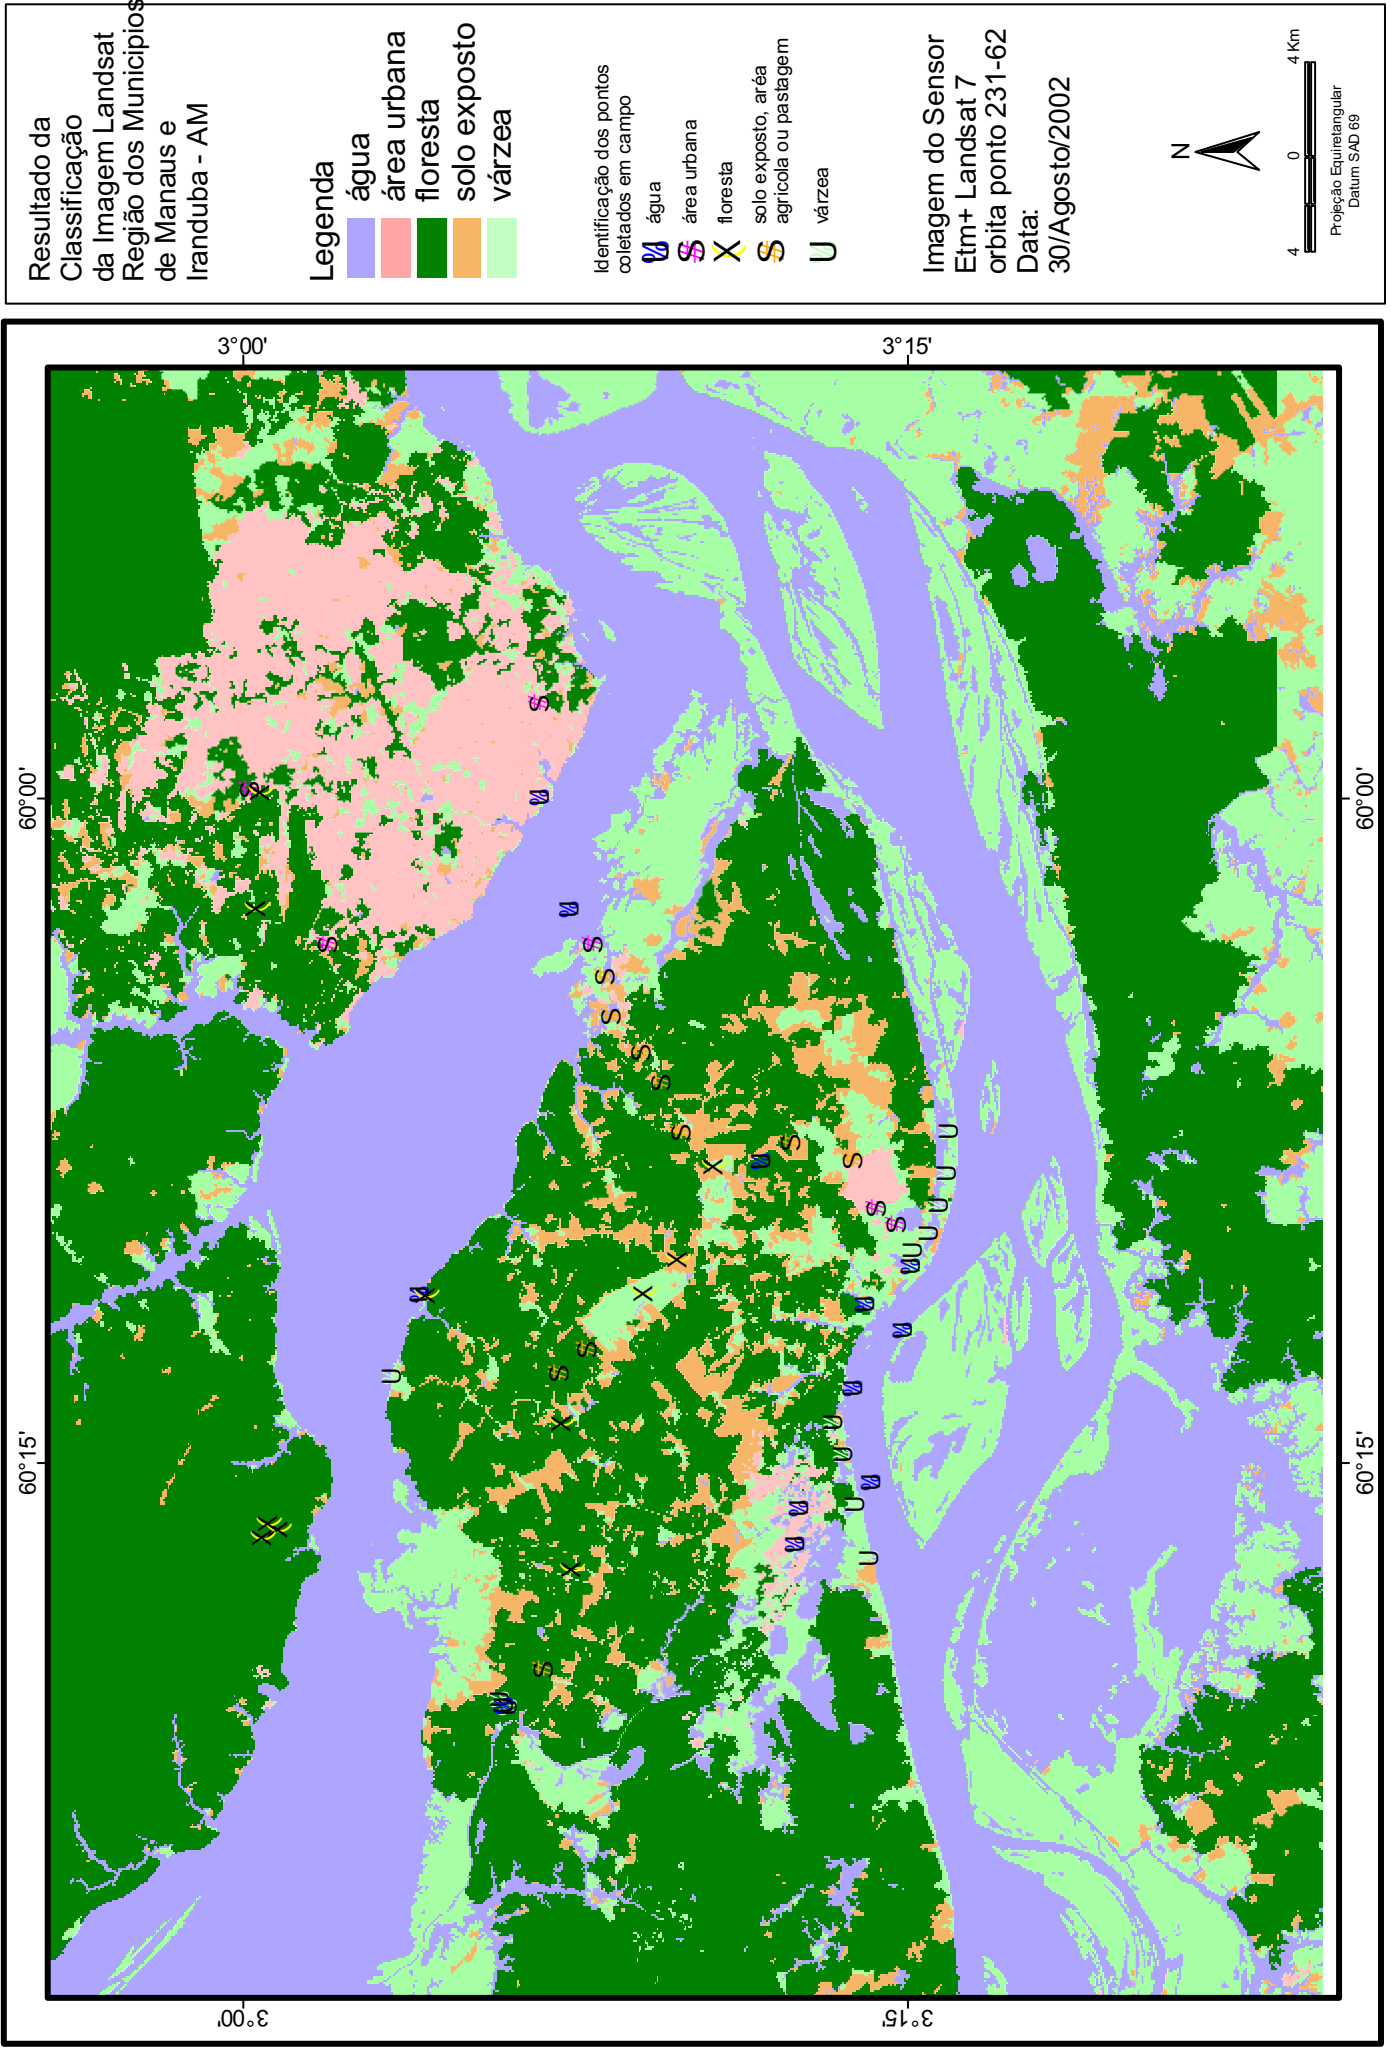 Resultado da
Classificação
da Imagem Landsat
Região dos Municipios
de Manaus e
Iranduba - AM
Legenda
água
área urbana
floresta
solo exposto
várzea
Identificação dos pontos
coletados em campo
água
área urbana
floresta
solo exposto, aréa
agricola ou pastagem
várzea
Imagem do Sensor
Etm+ Landsat 7
orbita ponto 231-62
Data:
30/Agosto/2002
N
4 0 4 Km
Projeção Equiretangular
Datum SAD 69
3°00'
3°15'
60°00'
60°00'
60°15'
60°15'
3°00'
3°15'